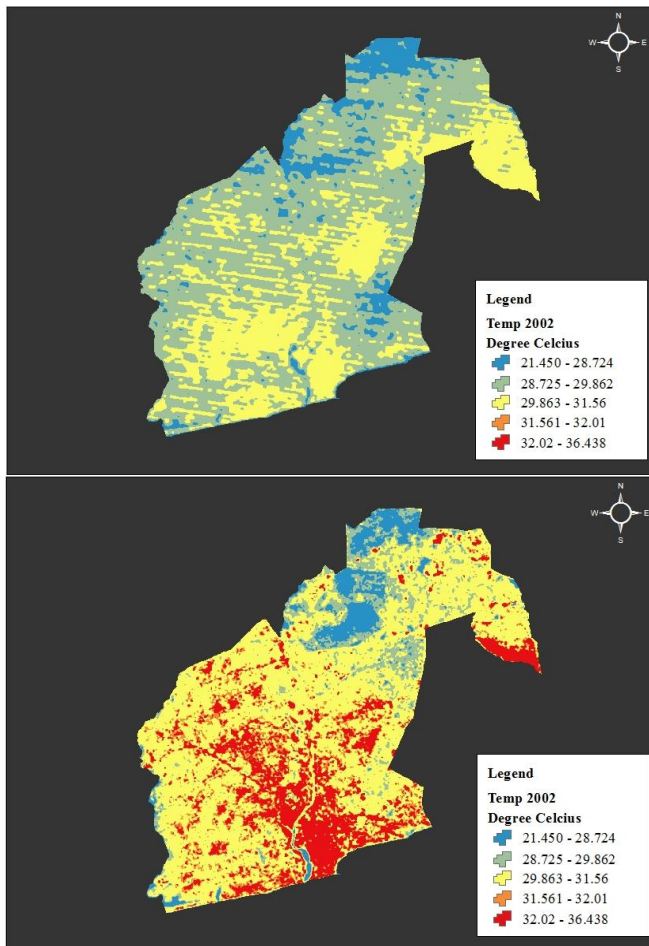 N
W E
S
Legend
Temp 2002
Degree Celcius
21.450 - 28.724
28.725 - 29.862
29.863 - 31.56
31.561 - 32.01
32.02 - 36.438
N
W E
S
Legend
Temp 2002
Degree Celcius
21.450 - 28.724
28.725 - 29.862
29.863 - 31.56
31.561 - 32.01
32.02 - 36.438